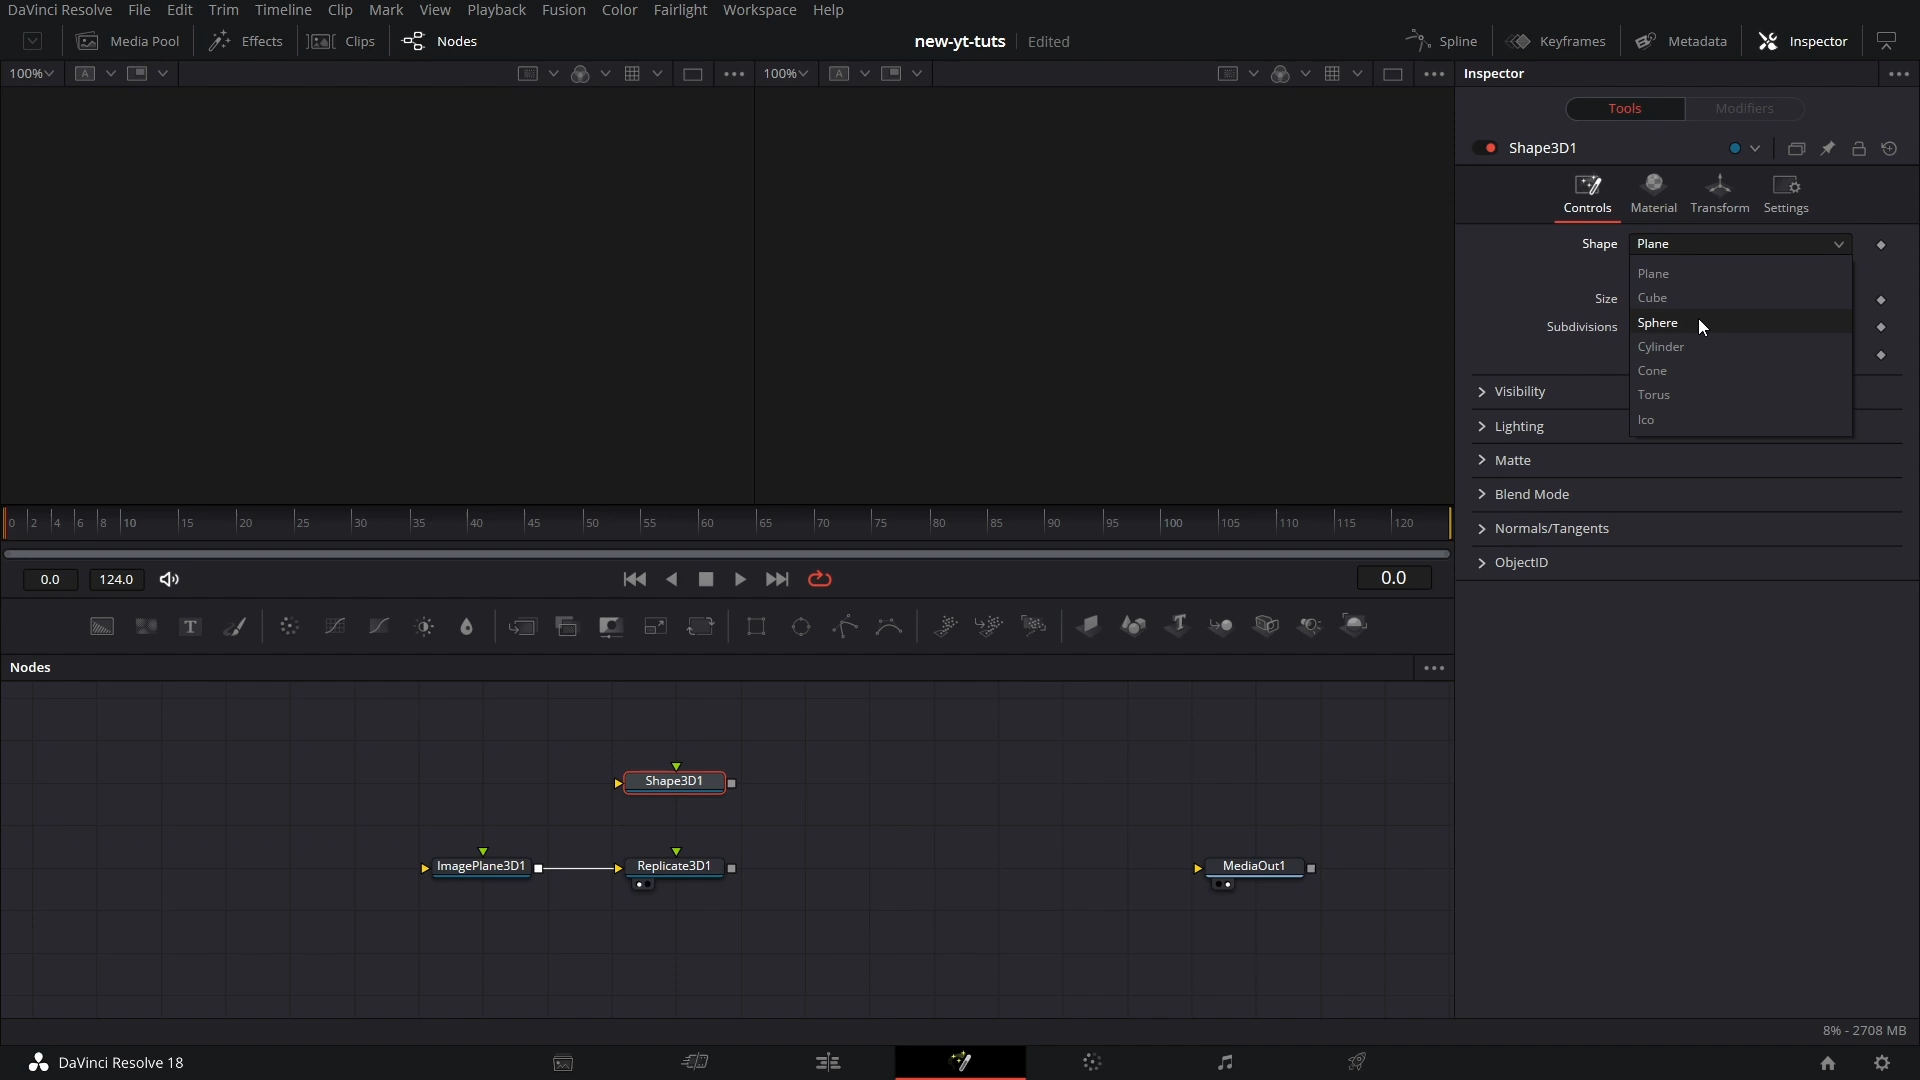 DaVinci Resolve File Edit Trim Timeline Clip Mark View Playback Fusion Color Fairlight Workspace Help
Media Pool Effects Clips Nodes new-yt-tuts Edited Spline Keyframes Metadata Inspector
100% A 100% A Inspector
Tools Modifiers
Shape3D1
Controls Material Transform Settings
Shape Plane
Plane
Size Cube
Subdivisions Sphere
Cylinder
Cone
Visibility Torus
Lighting Ico
Matte
Blend Mode
Normals/Tangents
ObjectID
0 2 4 6 8 10 15 20 25 30 35 40 45 50 55 60 65 70 75 80 85 90 95 100 105 110 115 120
0.0 124.0 0.0
T T
Nodes
Shape3D1
ImagePlane3D1 Replicate3D1 MediaOut1
8% - 2708 MB
DaVinci Resolve 18